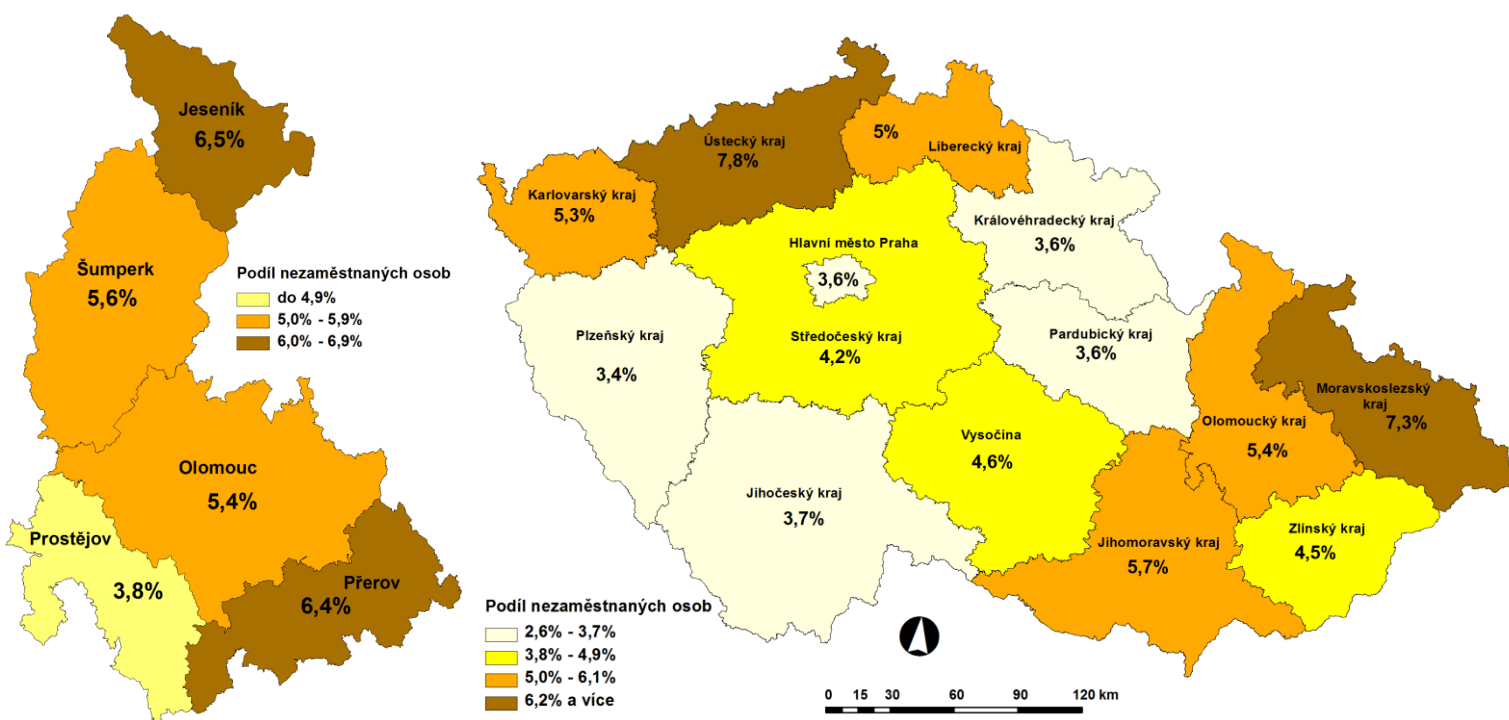 Jeseník
6,5%
Šumperk
5,6%
Podíl nezaměstnaných osob
do 4,9%
5,0% - 5,9%
6,0% - 6,9%
Olomouc
5,4%
Prostějov
3,8%
Přerov
6,4%
Ústecký kraj
7,8%
5%
Liberecký kraj
Karlovarský kraj
5,3%
Královéhradecký kraj
3,6%
Hlavní město Praha
3,6%
Plzeňský kraj
3,4%
Středočeský kraj
4,2%
Pardubický kraj
3,6%
Moravskoslezský
kraj
7,3%
Olomoucký kraj
5,4%
Vysočina
4,6%
Jihočeský kraj
3,7%
Jihomoravský kraj
5,7%
Zlínský kraj
4,5%
Podíl nezaměstnaných osob
2,6% - 3,7%
3,8% - 4,9%
5,0% - 6,1%
6,2% a více
0 15 30 60 90 120 km